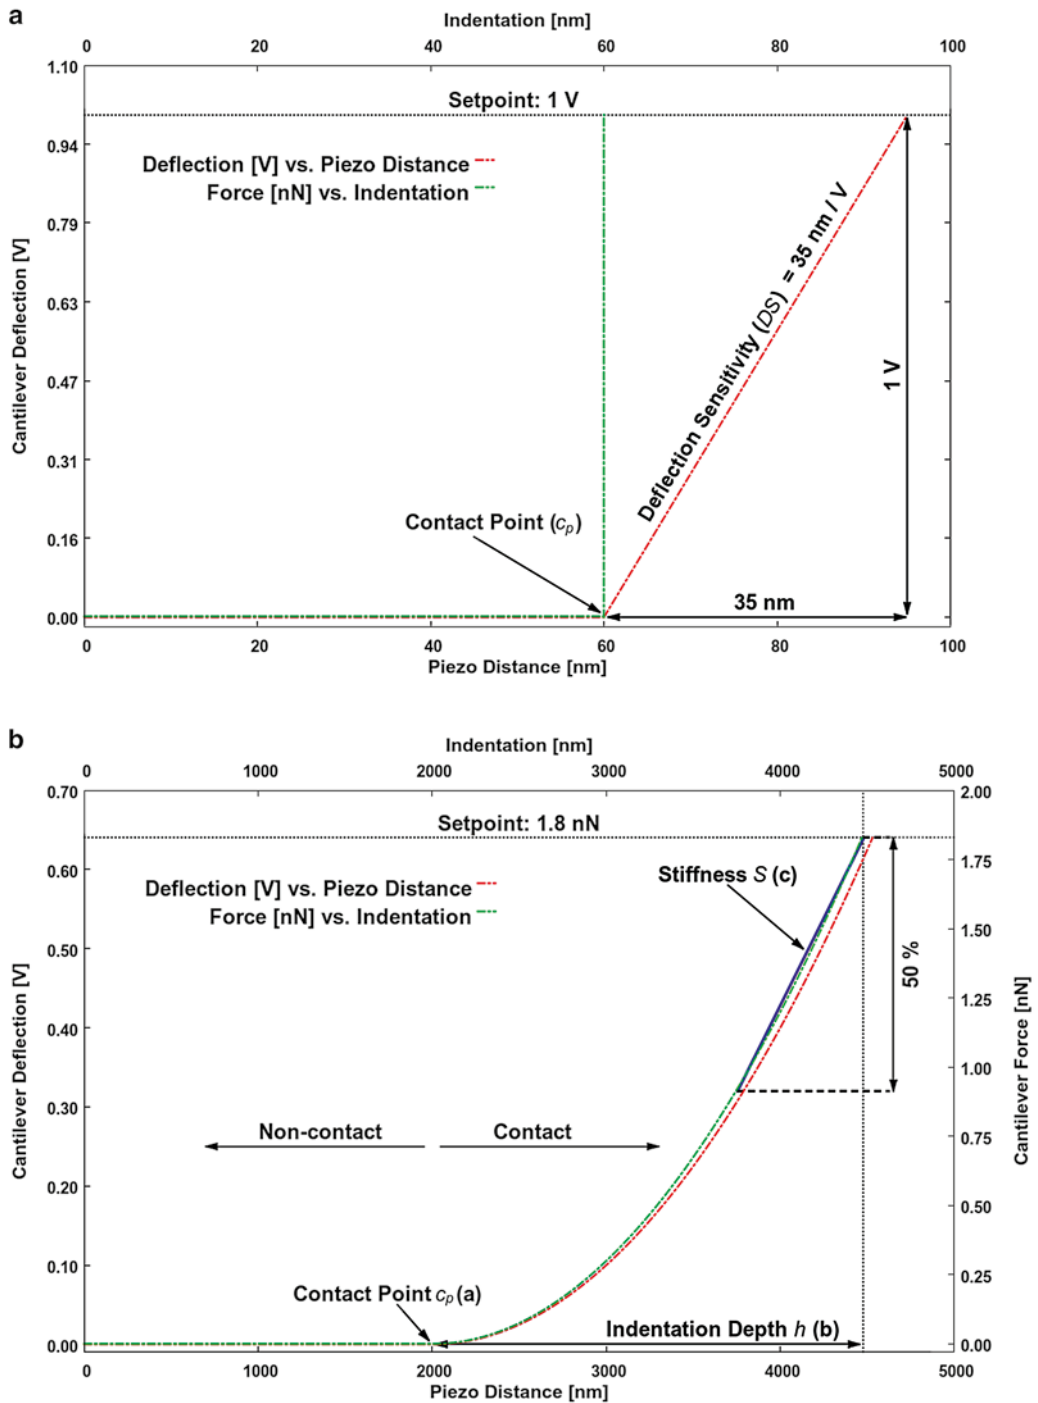 a
Indentation [nm]
0 20 40 60 80 100
1.10
Setpoint: 1 V
0.94
Deflection [V] vs. Piezo Distance
Force [nN] vs. Indentation
0.79
0.63
0.47
0.31
0.16
0.00
Cantilever Deflection [V]
Deflection Sensitivity (DS) = 35 nm / V
1 V
Contact Point (cp)
35 nm
0 20 40 60 80 100
Piezo Distance [nm]
b
Indentation [nm]
0 1000 2000 3000 4000 5000
0.70 2.00
Setpoint: 1.8 nN
0.60 1.75
Stiffness S (c)
Deflection [V] vs. Piezo Distance
Force [nN] vs. Indentation
50 %
0.50 1.50
0.40 1.25
0.30 1.00
Cantilever Deflection [V]
Cantilever Force [nN]
Non-contact Contact
0.20 0.75
0.50
0.10 0.25
Contact Point cp (a)
Indentation Depth h (b)
0.00 0.00
0 1000 2000 3000 4000 5000
Piezo Distance [nm]